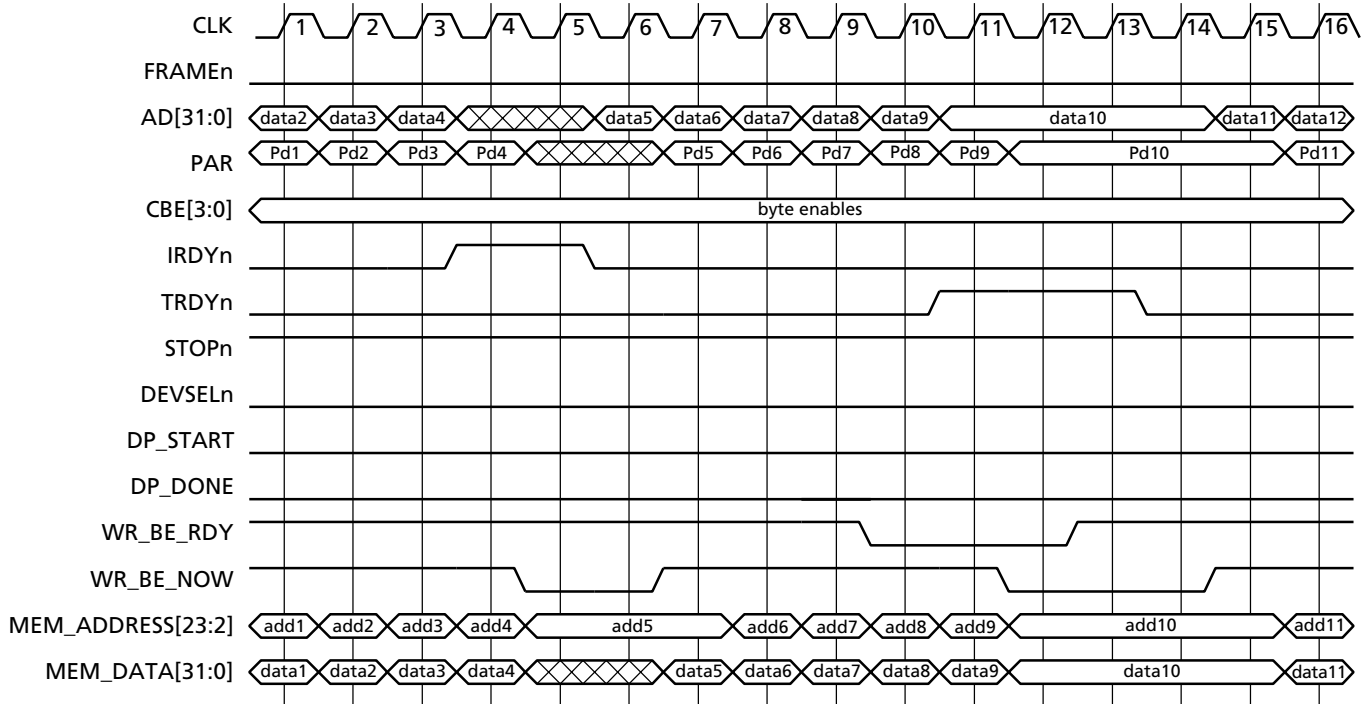 CLK 1 2 3 4 5 6 7 8 9 10 11 12 13 14 15 16
FRAMEn
AD[31:0] data2 data3 data4 data5 data6 data7 data8 data9 data10 data11 data12
PAR Pd1 Pd2 Pd3 Pd4 Pd5 Pd6 Pd7 Pd8 Pd9 Pd10 Pd11
CBE[3:0] byte enables
IRDYn
TRDYn
STOPn
DEVSELn
DP_START
DP_DONE
WR_BE_RDY
WR_BE_NOW
MEM_ADDRESS[23:2] add1 add2 add3 add4 add5 add6 add7 add8 add9 add10 add11
MEM_DATA[31:0] data1 data2 data3 data4 data5 data6 data7 data8 data9 data10 data11